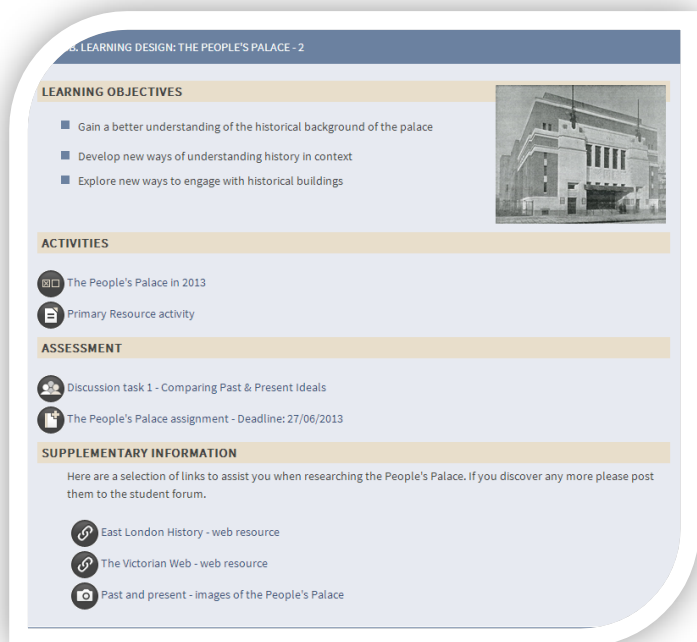 B. LEARNING DESIGN: THE PEOPLE'S PALACE - 2
LEARNING OBJECTIVES
Gain a better understanding of the historical background of the palace
Develop new ways of understanding history in context
Explore new ways to engage with historical buildings
ACTIVITIES
The People's Palace in 2013
Primary Resource activity
ASSESSMENT
Discussion task 1 - Comparing Past & Present Ideals
The People's Palace assignment - Deadline: 27/06/2013
SUPPLEMENTARY INFORMATION
Here are a selection of links to assist you when researching the People's Palace. If you discover any more please post
them to the student forum.
East London History - web resource
The Victorian Web - web resource
Past and present - images of the People's Palace